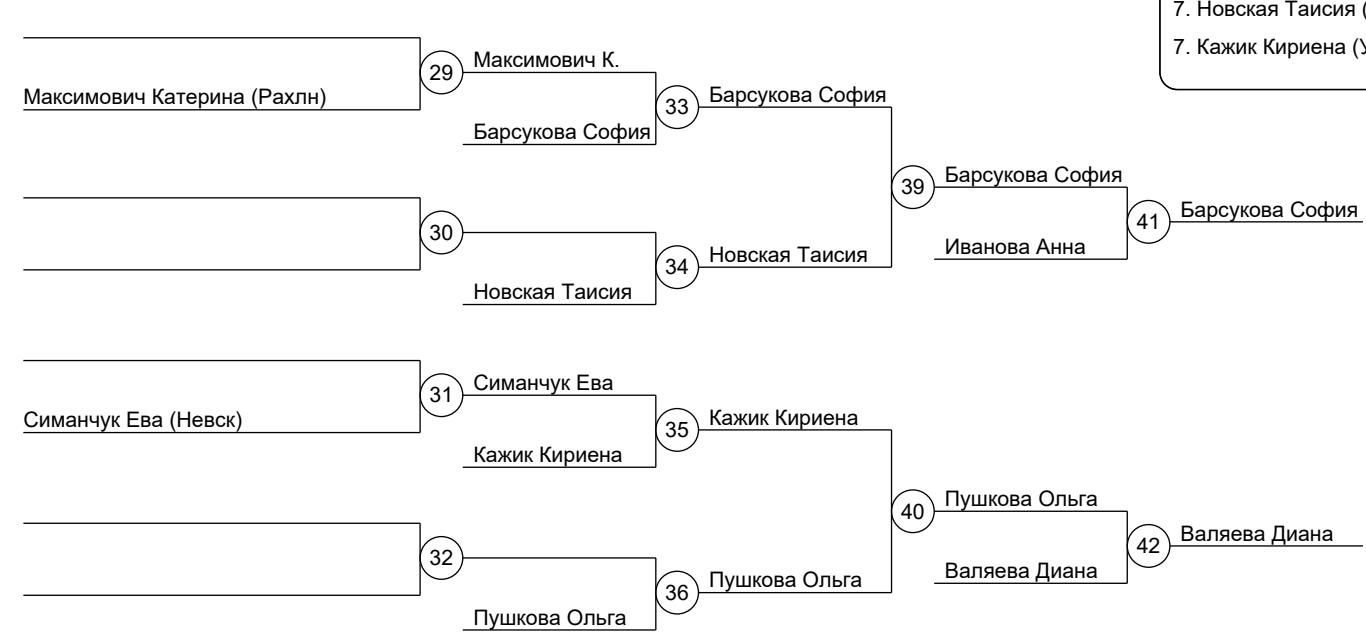 7. Новская Таисия (
7. Кажик Кириена (У
29
Максимович К.
Максимович Катерина (Рахлн)
33
Барсукова София
Барсукова София
39
Барсукова София
41
Барсукова София
Иванова Анна
30
34
Новская Таисия
Новская Таисия
31
Симанчук Ева
Симанчук Ева (Невск)
35
Кажик Кириена
Кажик Кириена
40
Пушкова Ольга
42
Валяева Диана
Валяева Диана
32
36
Пушкова Ольга
Пушкова Ольга